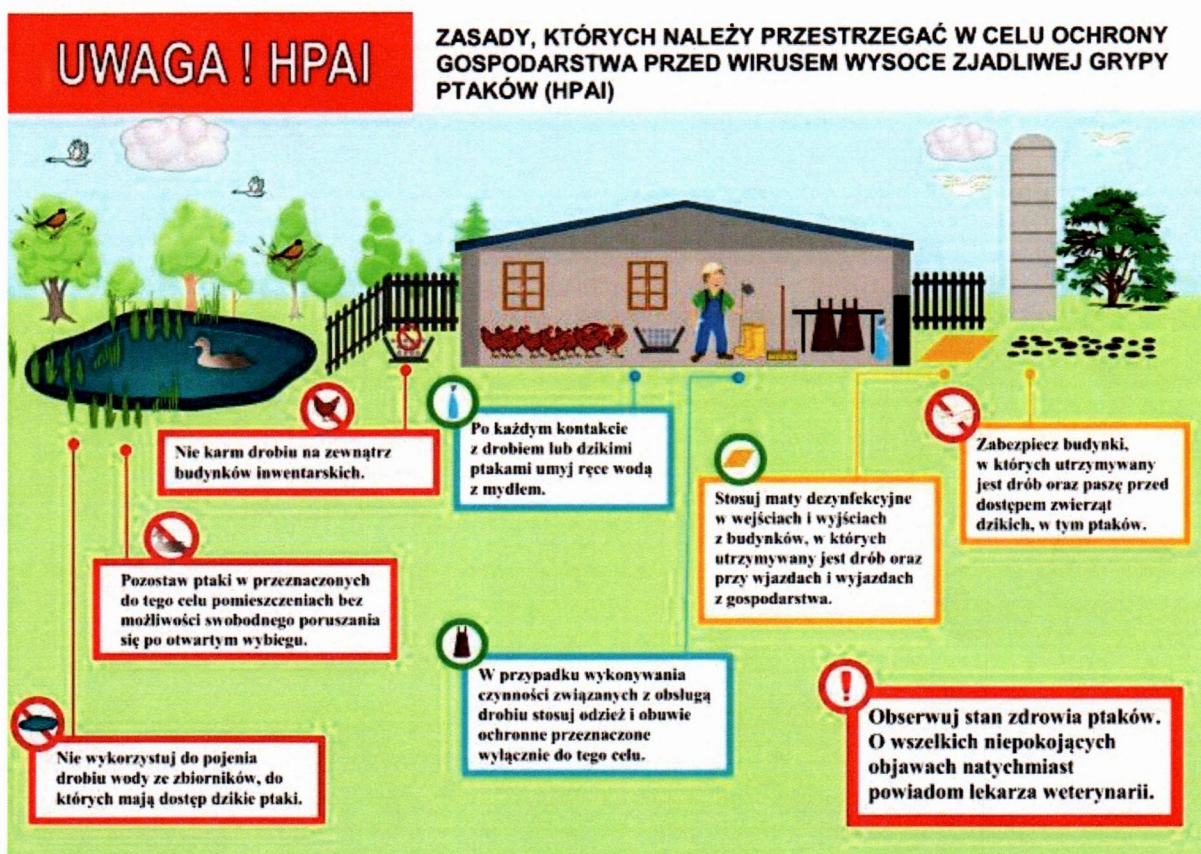 UWAGA ! HPAI
ZASADY, KTÓRYCH NALEŻY PRZESTRZEGAĆ W CELU OCHRONY
GOSPODARSTWA PRZED WIRUSEM WYSOCE ZJADLIWEJ GRYPY
PTAKÓW (HPAI)
Nie karm drobiu na zewnątrz
budynków inwentarskich.
Po każdym kontakcie
z drobiem lub dzikimi
ptakami umyj ręce wodą
z mydłem.
Stosuj maty dezynfekcyjne
w wejściach i wyjściach
z budynków, w których
utrzymywany jest drób oraz
przy wjazdach i wyjazdach
z gospodarstwa.
Zabezpiecz budynki,
w których utrzymywany
jest drób oraz paszę przed
dostępem zwierząt
dzikich, w tym ptaków.
Pozostaw ptaki w przeznaczonych
do tego celu pomieszczeniach bez
możliwości swobodnego poruszania
się po otwartym wybiegu.
W przypadku wykonywania
czynności związanych z obsługą
drobiu stosuj odzież i obuwie
ochronne przeznaczone
wyłącznie do tego celu.
Nie wykorzystuj do pojenia
drobiu wody ze zbiorników, do
których mają dostęp dzikie ptaki.
Obserwuj stan zdrowia ptaków.
O wszelkich niepokojących
objawach natychmiast
powiadom lekarza weterynarii.